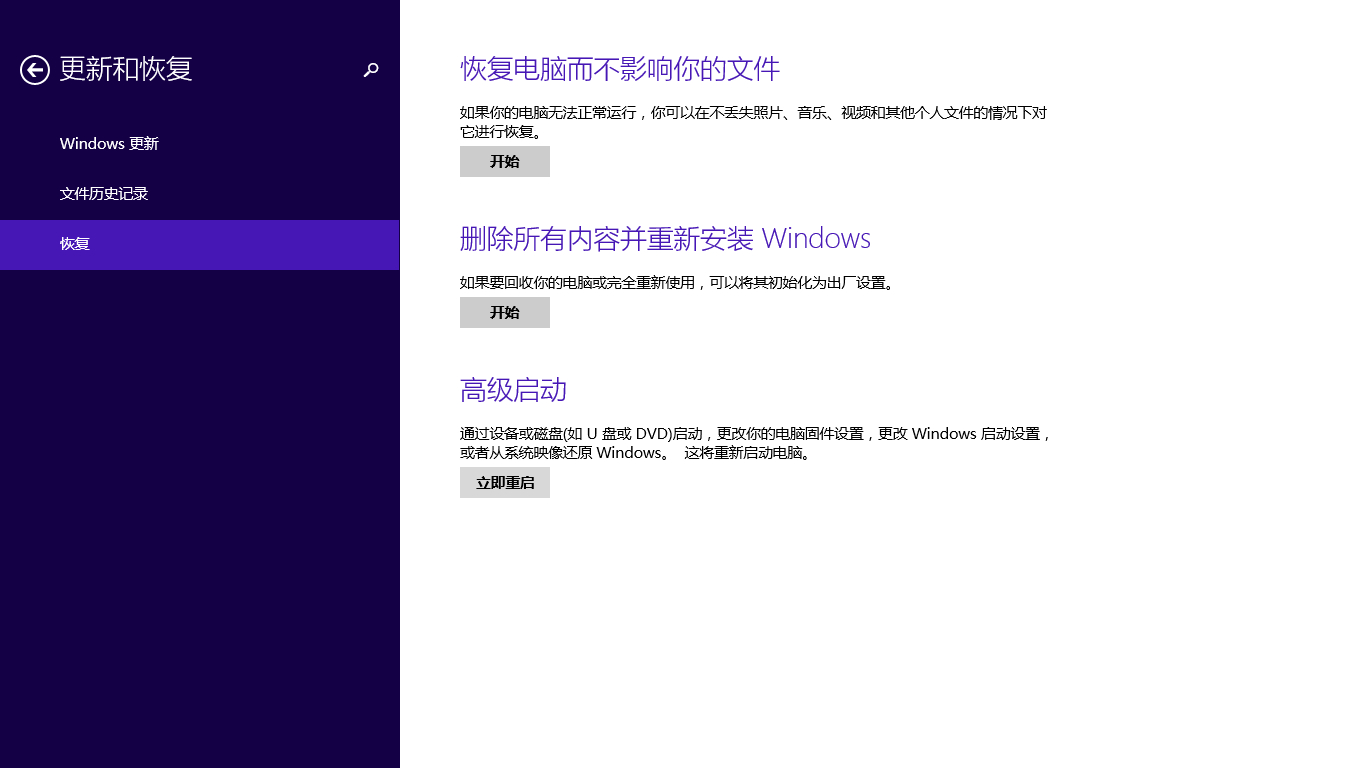 更新和恢复
Windows 更新
文件历史记录
恢复
恢复电脑而不影响你的文件
如果你的电脑无法正常运行，你可以在不丢失照片、音乐、视频和其他个人文件的情况下对
它进行恢复。
开始
删除所有内容并重新安装 Windows
如果要回收你的电脑或完全重新使用，可以将其初始化为出厂设置。
开始
高级启动
通过设备或磁盘(如 U 盘或 DVD)启动，更改你的电脑固件设置，更改 Windows 启动设置，
或者从系统映像还原 Windows。 这将重新启动电脑。
立即重启